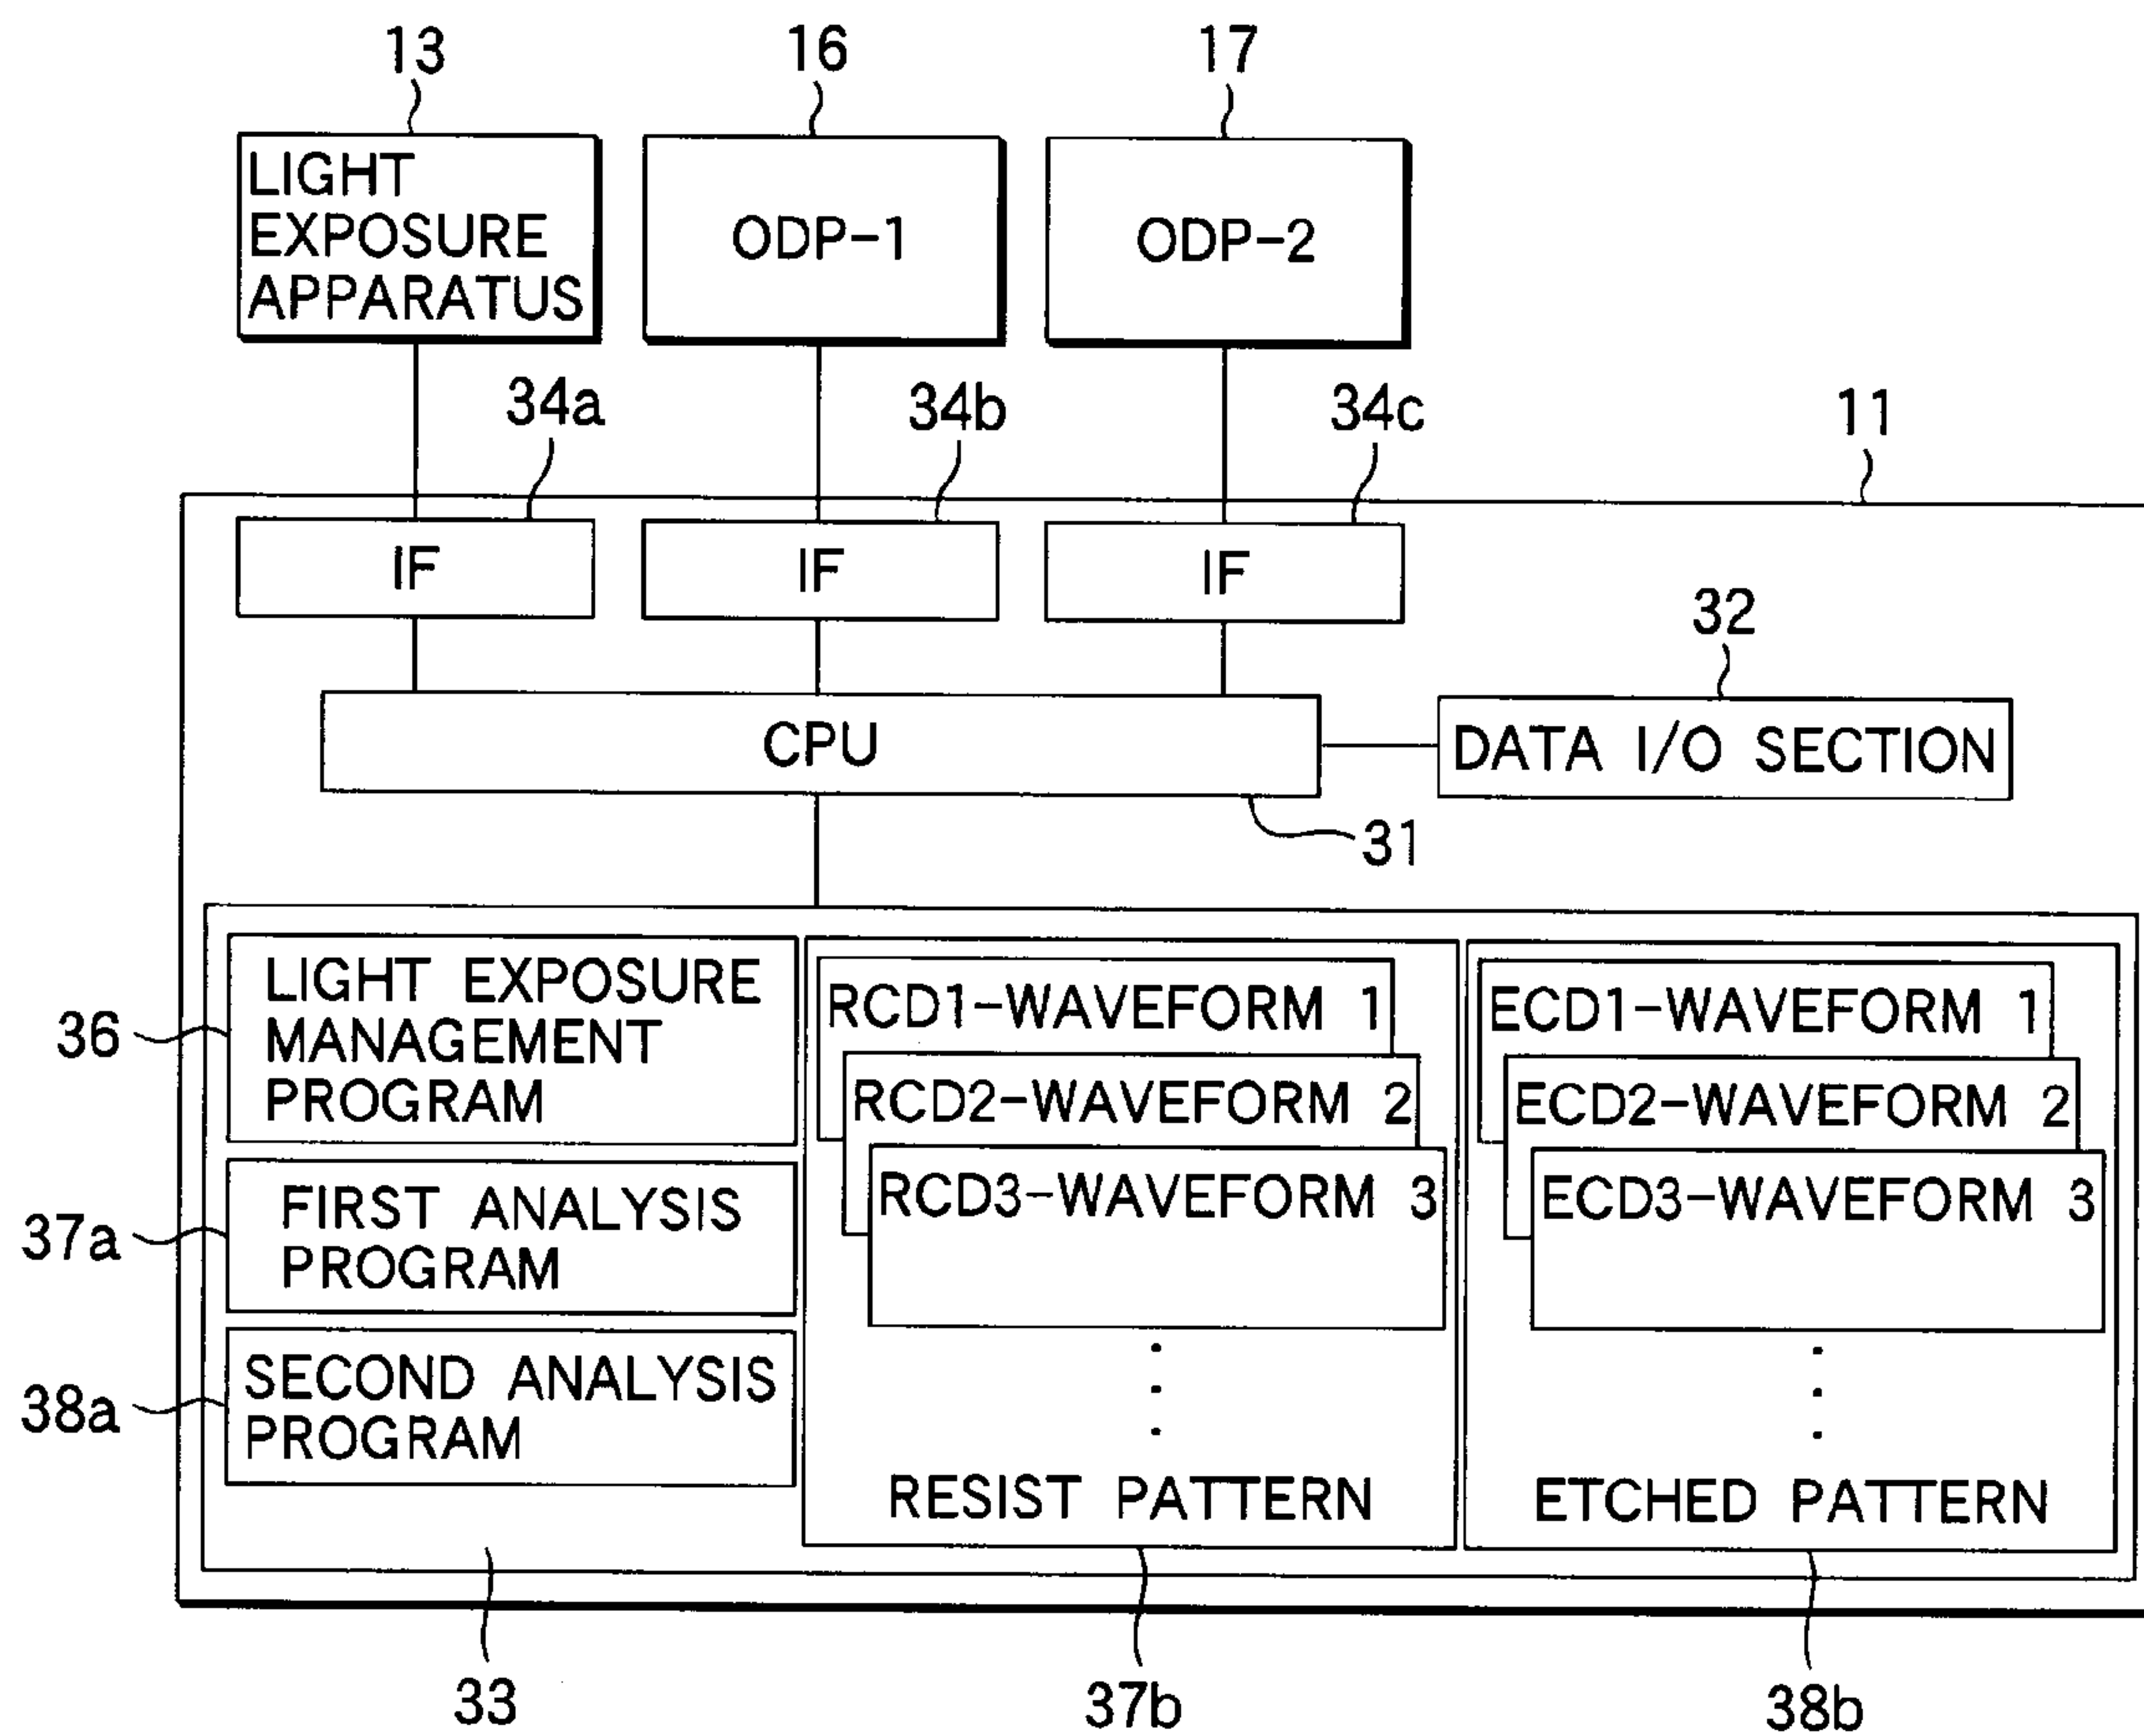 13
16
17
LIGHT
EXPOSURE
APPARATUS
ODP-1
ODP-2
34a
34b
34c
11
IF
IF
IF
32
CPU
DATA I/O SECTION
31
36
LIGHT EXPOSURE
MANAGEMENT
PROGRAM
37a
FIRST ANALYSIS
PROGRAM
38a
SECOND ANALYSIS
PROGRAM
RCD1-WAVEFORM 1
RCD2-WAVEFORM 2
RCD3-WAVEFORM 3
RESIST PATTERN
ECD1-WAVEFORM 1
ECD2-WAVEFORM 2
ECD3-WAVEFORM 3
ETCHED PATTERN
33
37b
38b